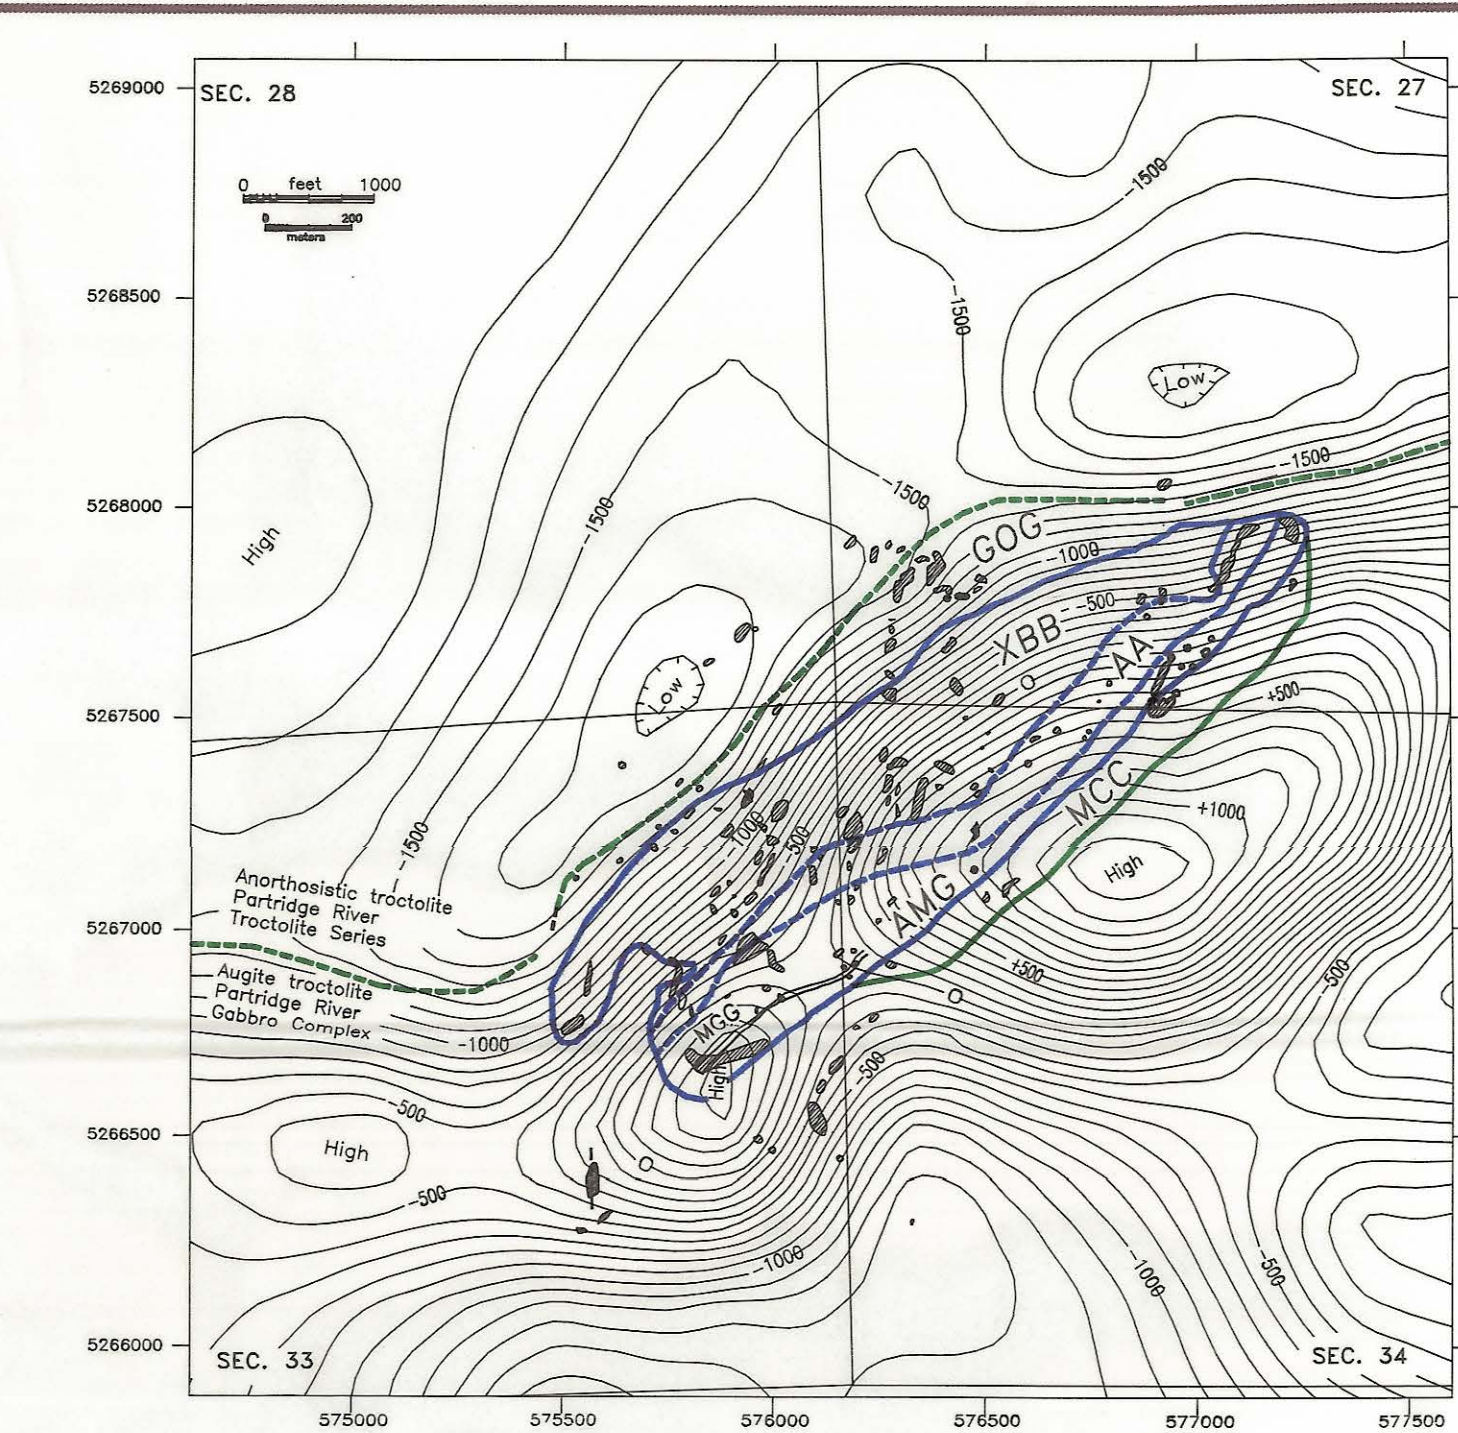 5269000
SEC. 28
SEC. 27
0 feet 1000
0 200
meters
-1500
5268500
-1500
Low
-1500
5268000
-1500
-1500
GOG
High
-1000
-500
XBB
AA
O
Low
+500
5267500
MCC
+1000
-1000
-500
-1500
High
Anorthosistic troctolite
Partridge River
Troctolite Series
AMG
5267000
Augite troctolite
Partridge River
Gabbro Complex
+500
-500
O
MGG
-1000
-500
High
-500
5266500
High
O
-500
-1000
-1000
-500
5266000
SEC. 33
SEC. 34
575000
575500
576000
576500
577000
577500